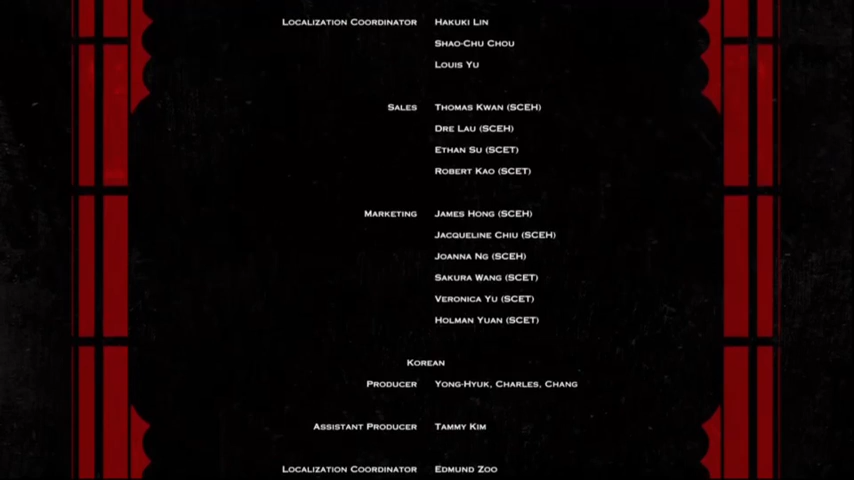 Localization Coordinator Hakuki Lin
Shao-Chu Chou
Louis Yu
Sales Thomas Kwan (SCEH)
Dre Lau (SCEH)
Ethan Su (SCET)
Robert Kao (SCET)
Marketing James Hong (SCEH)
Jacqueline Chiu (SCEH)
Joanna Ng (SCEH)
Sakura Wang (SCET)
Veronica Yu (SCET)
Holman Yuan (SCET)
Korean
Producer Yong-Hyuk, Charles, Chang
Assistant Producer Tammy Kim
Localization Coordinator Edmund Zoo